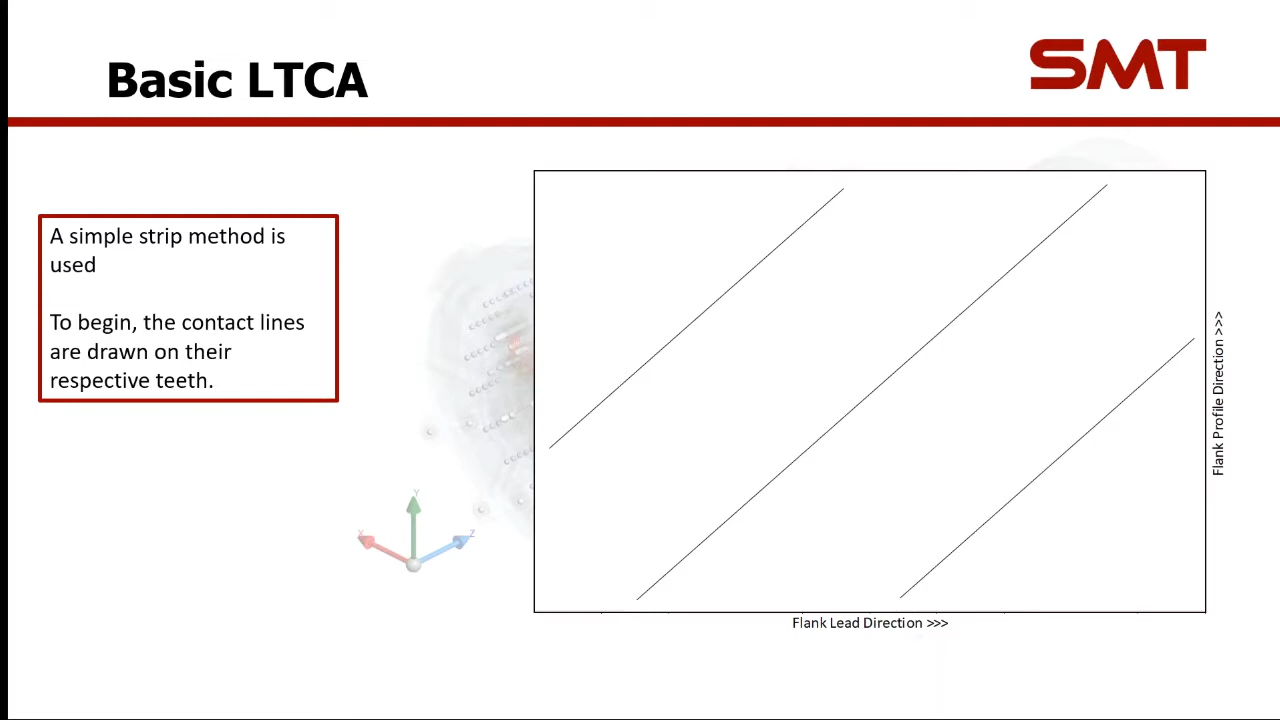 Basic LTCA
SMT
A simple strip method is
used
To begin, the contact lines
are drawn on their
respective teeth.
Y
X
Z
Flank Profile Direction >>>
Flank Lead Direction >>>